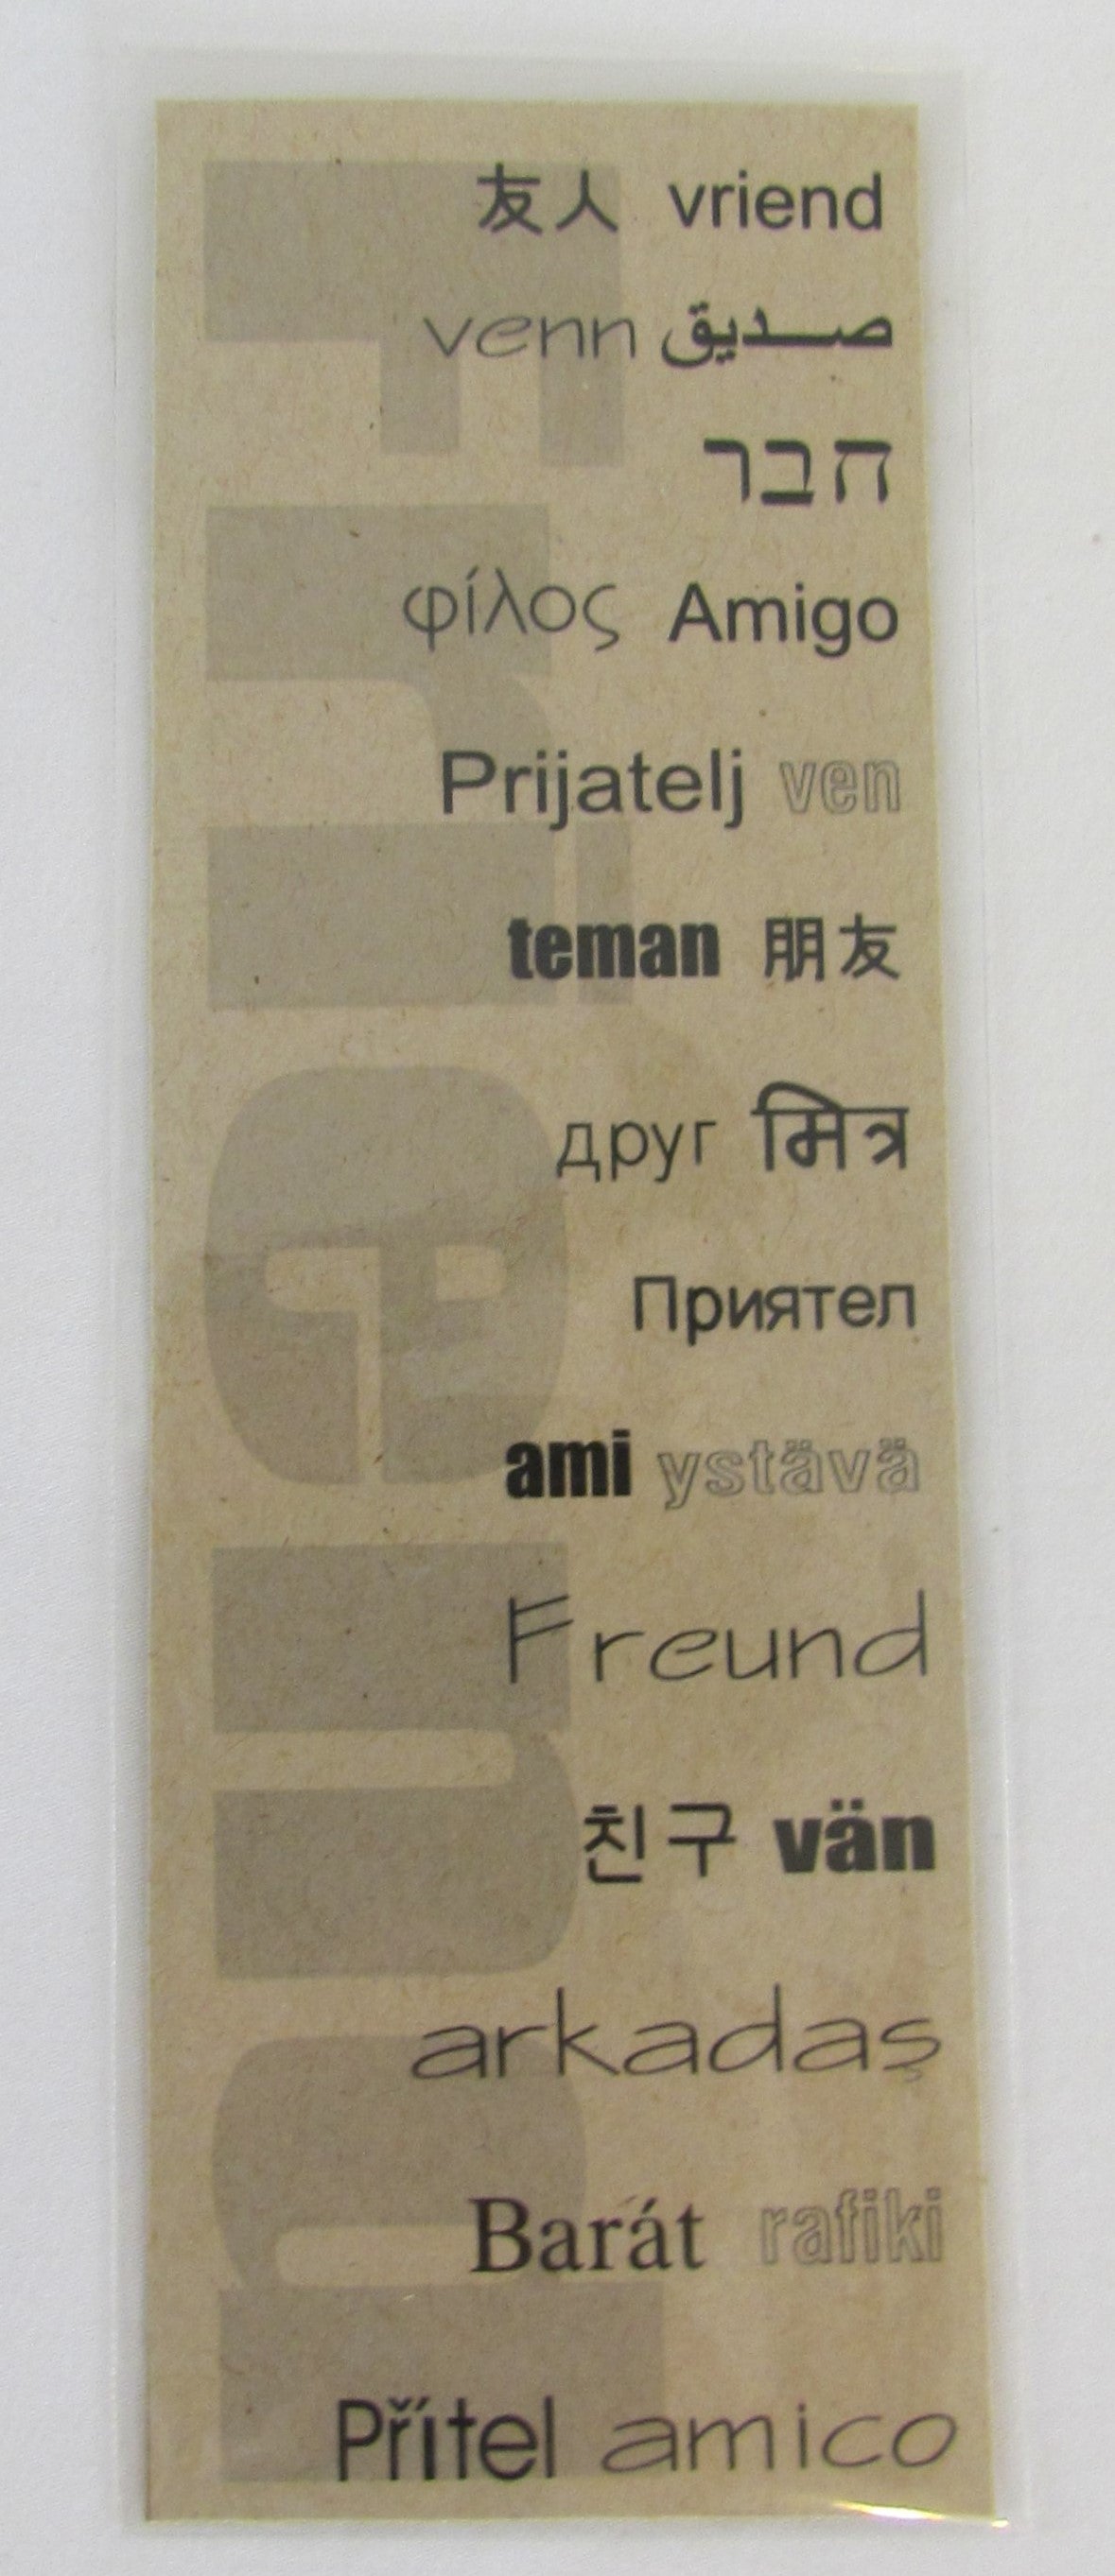 友人 vriend
venn صديق
חבר
φίλος Amigo
Prijatelj ven
teman 朋友
друг मित्र
Приятел
ami ystävä
Freund
친구 vän
arkadaş
Barát rafiki
Přítel amico
Friend